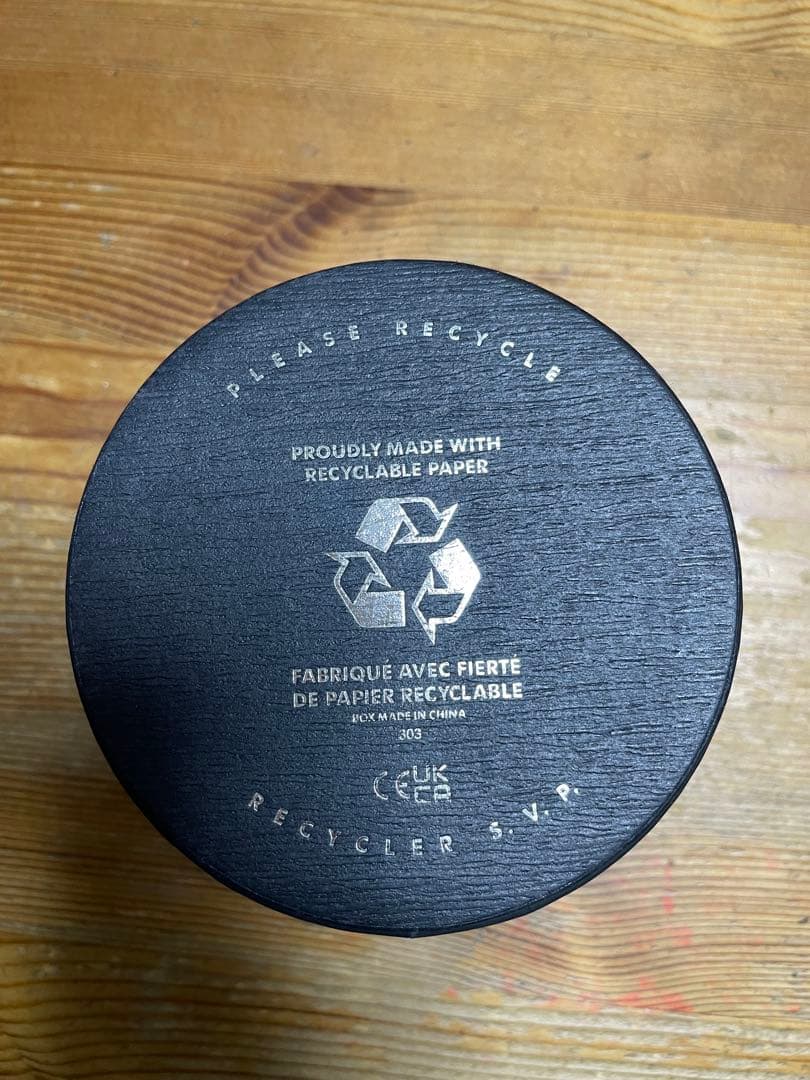 PLEASE RECYCLE
PROUDLY MADE WITH
RECYCLABLE PAPER
FABRIQUÉ AVEC FIERTÉ
DE PAPIER RECYCLABLE
BOX MADE IN CHINA
303
CE UK
CA
RECYCLER S.V.P.